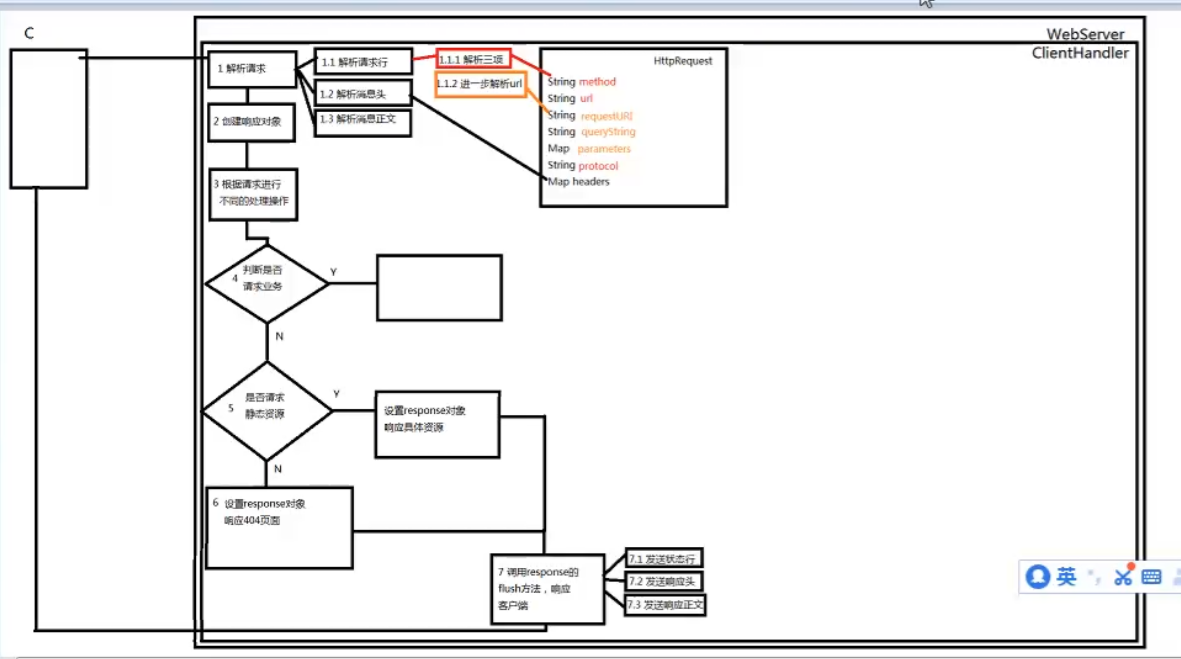 C
WebServer
ClientHandler
1 解析请求
1.1 解析请求行
1.1.1 解析三项
1.1.2 进一步解析url
1.2 解析消息头
1.3 解析消息正文
HttpRequest
String method
String url
String requestURI
String queryString
Map parameters
String protocol
Map headers
2 创建响应对象
3 根据请求进行
不同的处理操作
4 判断是否
请求业务
Y
N
5 是否请求
静态资源
Y
设置response对象
响应具体资源
N
6 设置response对象
响应404页面
7 调用response的
flush方法，响应
客户端
7.1 发送状态行
7.2 发送响应头
7.3 发送响应正文
英